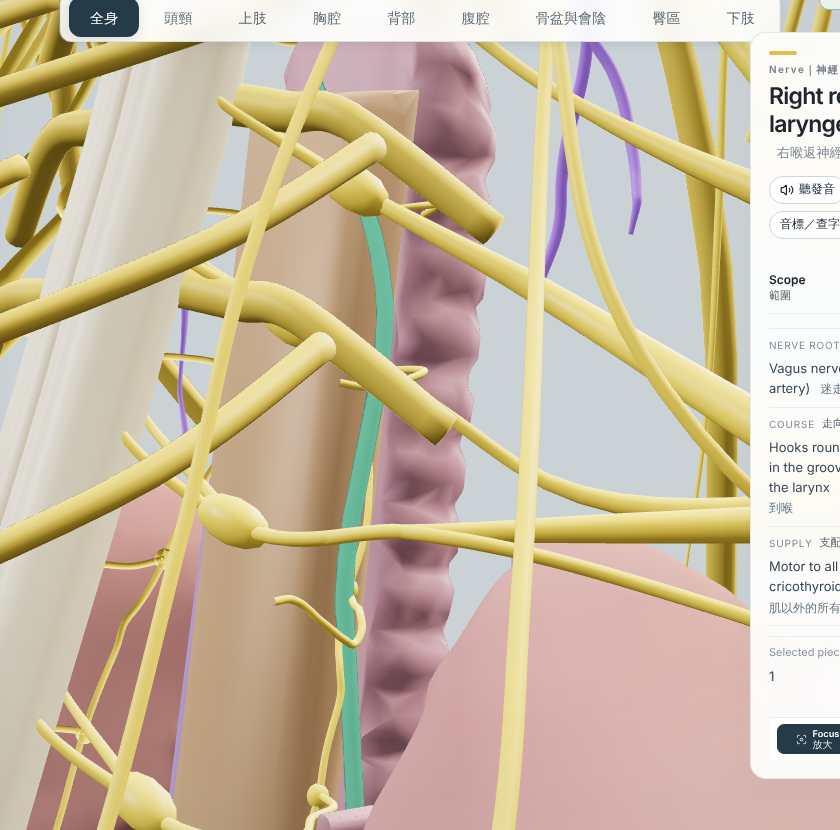 全身 頭頸 上肢 胸腔 背部 腹腔 骨盆與會陰 臀區 下肢
Nerve | 神經
Right re
larynge
右喉返神經
聽發音
音標／查字
Scope
範圍
NERVE ROOT
Vagus nerv
artery) 迷走
COURSE 走向
Hooks roun
in the groov
the larynx
到喉
SUPPLY 支配
Motor to all
cricothyroid
肌以外的所有
Selected piec
1
Focus
放大